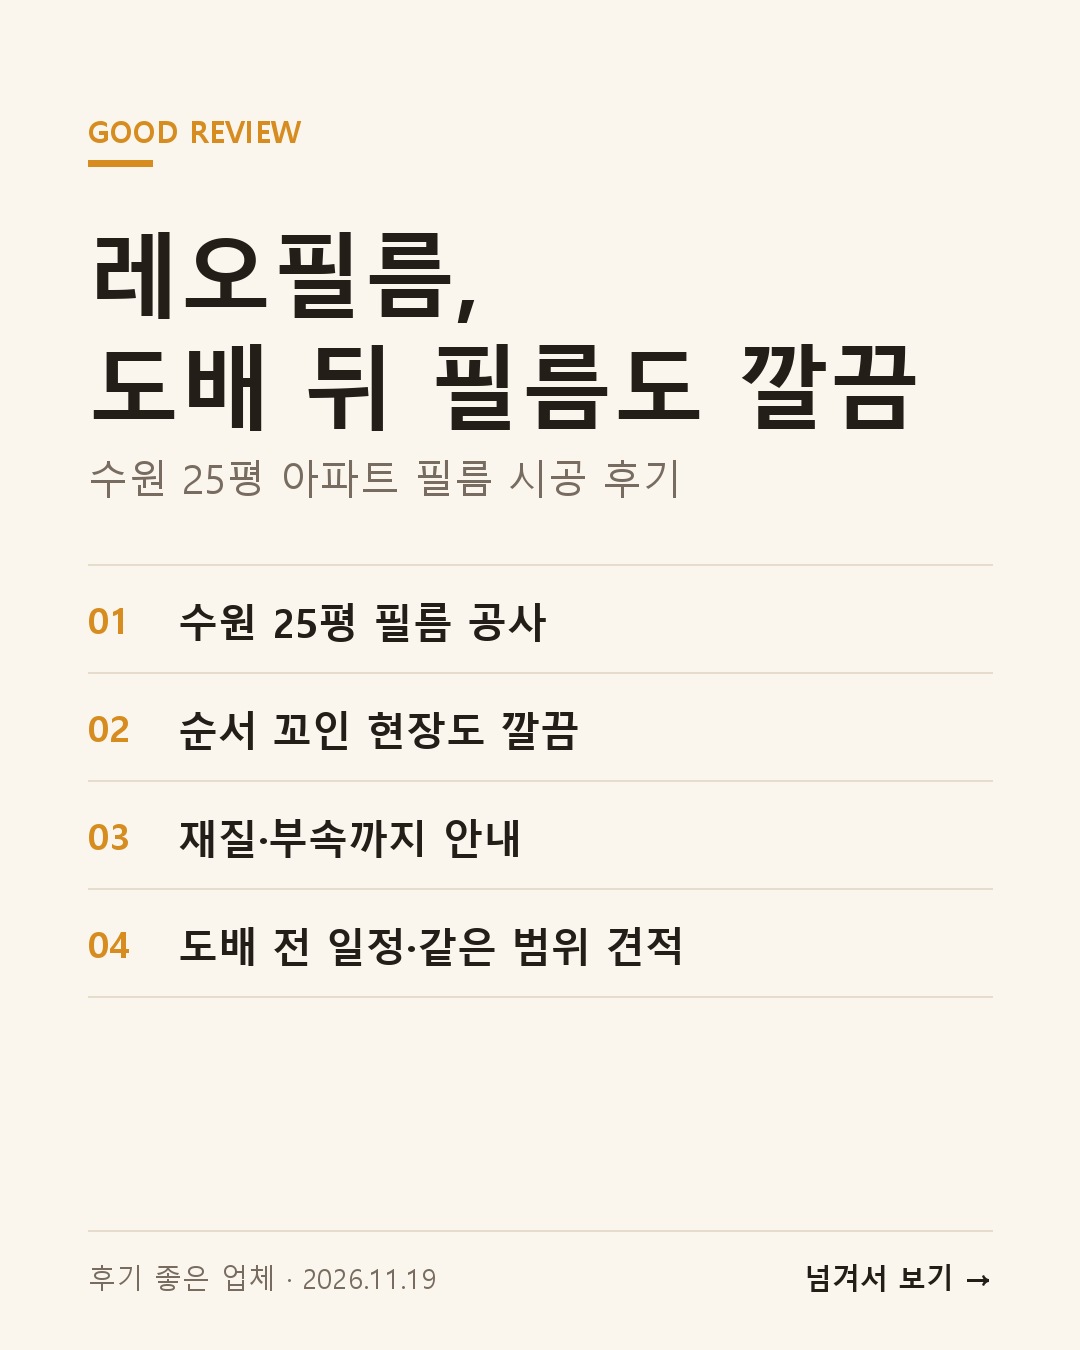 GOOD REVIEW
레오필름,
도배 뒤 필름도 깔끔
수원 25평 아파트 필름 시공 후기
01 수원 25평 필름 공사
02 순서 꼬인 현장도 깔끔
03 재질·부속까지 안내
04 도배 전 일정·같은 범위 견적
후기 좋은 업체 · 2026.11.19
넘겨서 보기 →